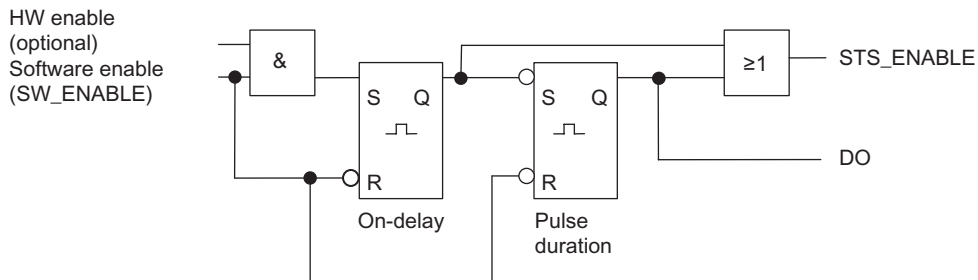 HW enable
(optional)
Software enable
(SW_ENABLE)
&
≥1
STS_ENABLE
S Q
S Q
DO
R
R
On-delay
Pulse
duration